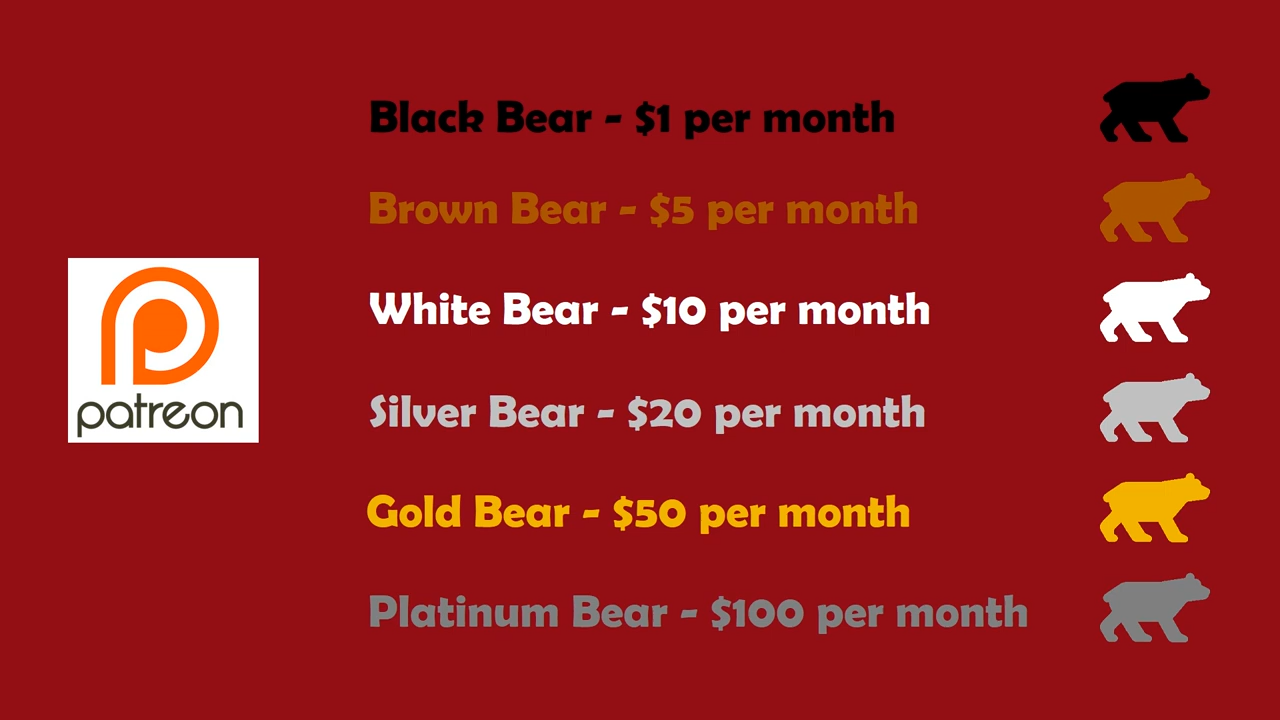 Black Bear - $1 per month
Brown Bear - $5 per month
White Bear - $10 per month
patreon
Silver Bear - $20 per month
Gold Bear - $50 per month
Platinum Bear - $100 per month